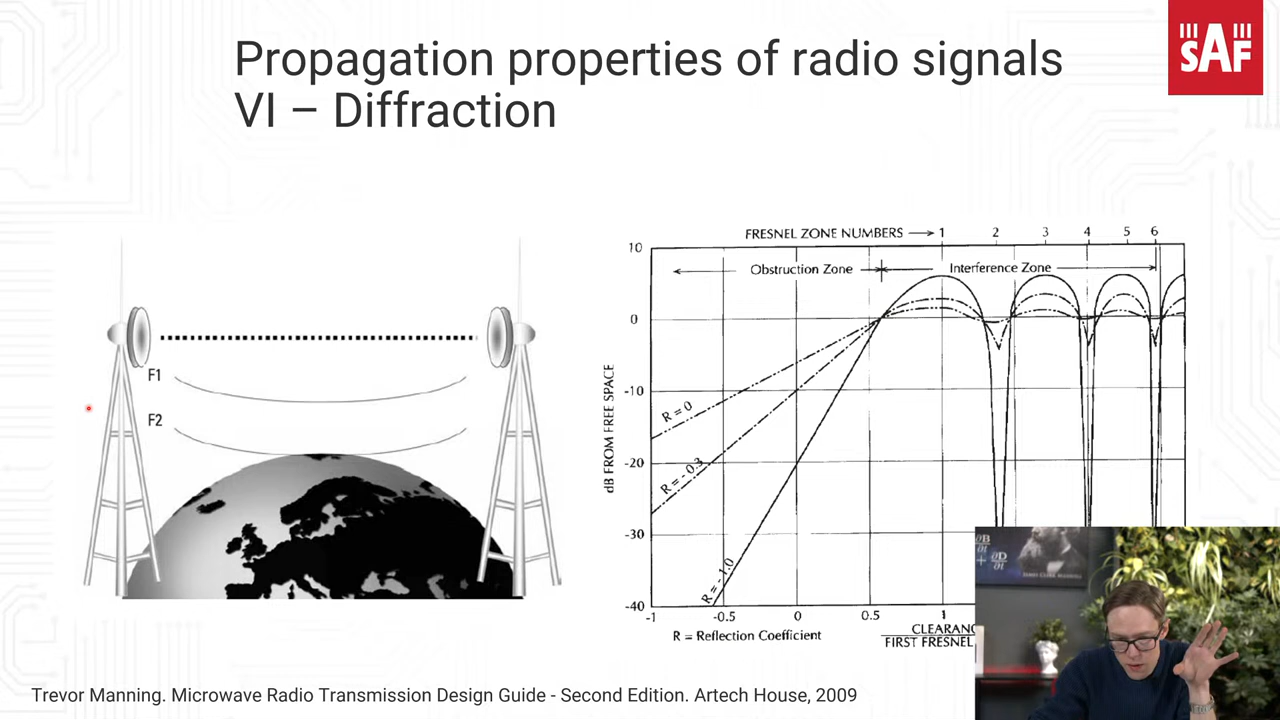 Propagation properties of radio signals
VI – Diffraction
SAF
F1
F2
FRESNEL ZONE NUMBERS 1 2 3 4 5 6
Obstruction Zone
Interference Zone
dB FROM FREE SPACE
10
0
-10
-20
-30
-40
R = 0
R = - 0.3
R = - 1.0
-1 -0.5 0 0.5 1
R = Reflection Coefficient
CLEARANC
FIRST FRESNEL
∂B
∂t
+ ∂D
∂t
JAMES CLERK MAXWELL
Trevor Manning. Microwave Radio Transmission Design Guide - Second Edition. Artech House, 2009